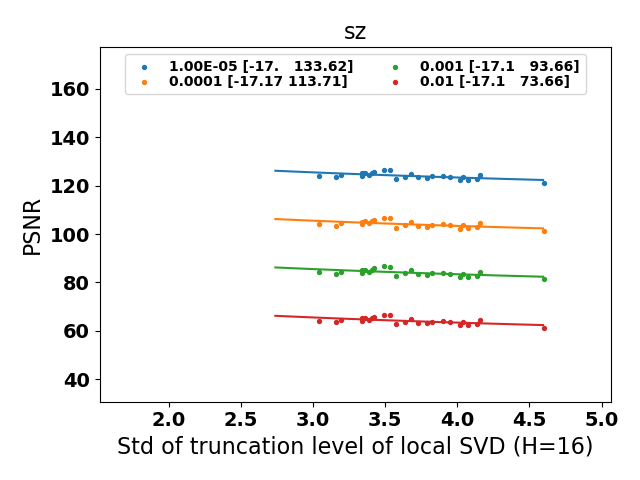 sz
1.00E-05 [-17.   133.62]
0.0001 [-17.17 113.71]
0.001 [-17.1   93.66]
0.01 [-17.1   73.66]
PSNR
160
140
120
100
80
60
40
2.0 2.5 3.0 3.5 4.0 4.5 5.0
Std of truncation level of local SVD (H=16)